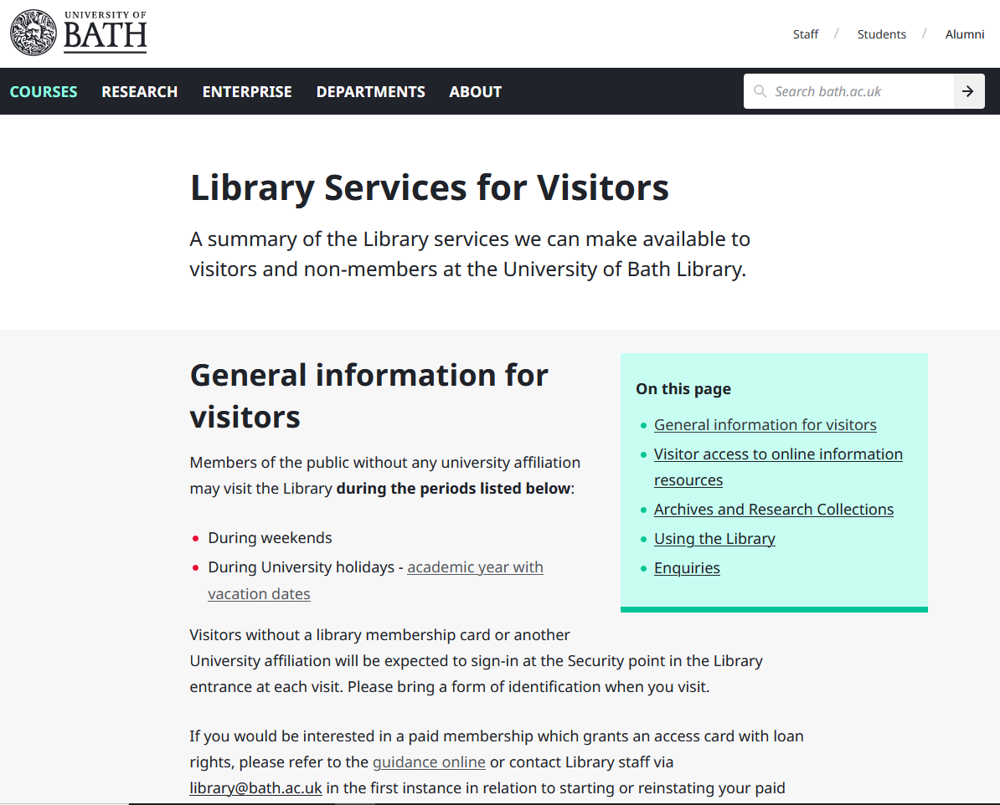 UNIVERSITY OF
BATH
Staff / Students / Alumni
COURSES RESEARCH ENTERPRISE DEPARTMENTS ABOUT
Search bath.ac.uk
Library Services for Visitors
A summary of the Library services we can make available to
visitors and non-members at the University of Bath Library.
General information for
visitors
Members of the public without any university affiliation
may visit the Library during the periods listed below:
During weekends
During University holidays - academic year with
vacation dates
On this page
General information for visitors
Visitor access to online information
resources
Archives and Research Collections
Using the Library
Enquiries
Visitors without a library membership card or another
University affiliation will be expected to sign-in at the Security point in the Library
entrance at each visit. Please bring a form of identification when you visit.
If you would be interested in a paid membership which grants an access card with loan
rights, please refer to the guidance online or contact Library staff via
library@bath.ac.uk in the first instance in relation to starting or reinstating your paid